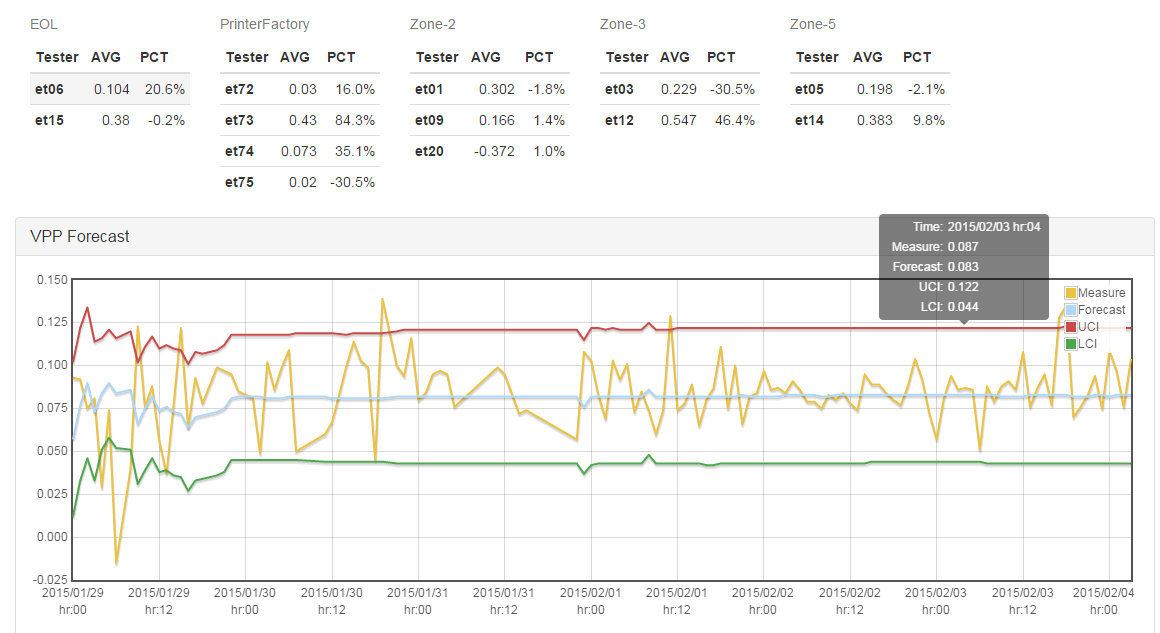 EOL PrinterFactory Zone-2 Zone-3 Zone-5
Tester AVG PCT Tester AVG PCT Tester AVG PCT Tester AVG PCT Tester AVG PCT
et06 0.104 20.6% et72 0.03 16.0% et01 0.302 -1.8% et03 0.229 -30.5% et05 0.198 -2.1%
et15 0.38 -0.2% et73 0.43 84.3% et09 0.166 1.4% et12 0.547 46.4% et14 0.383 9.8%
et74 0.073 35.1% et20 -0.372 1.0%
et75 0.02 -30.5%
VPP Forecast
Time: 2015/02/03 hr:04
Measure: 0.087
Forecast: 0.083
UCI: 0.122
LCI: 0.044
Measure
Forecast
UCI
LCI
0.150
0.125
0.100
0.075
0.050
0.025
0.000
-0.025
2015/01/29 2015/01/29 2015/01/30 2015/01/30 2015/01/31 2015/01/31 2015/02/01 2015/02/01 2015/02/02 2015/02/02 2015/02/03 2015/02/03 2015/02/04
hr:00 hr:12 hr:00 hr:12 hr:00 hr:12 hr:00 hr:12 hr:00 hr:12 hr:00 hr:12 hr:00